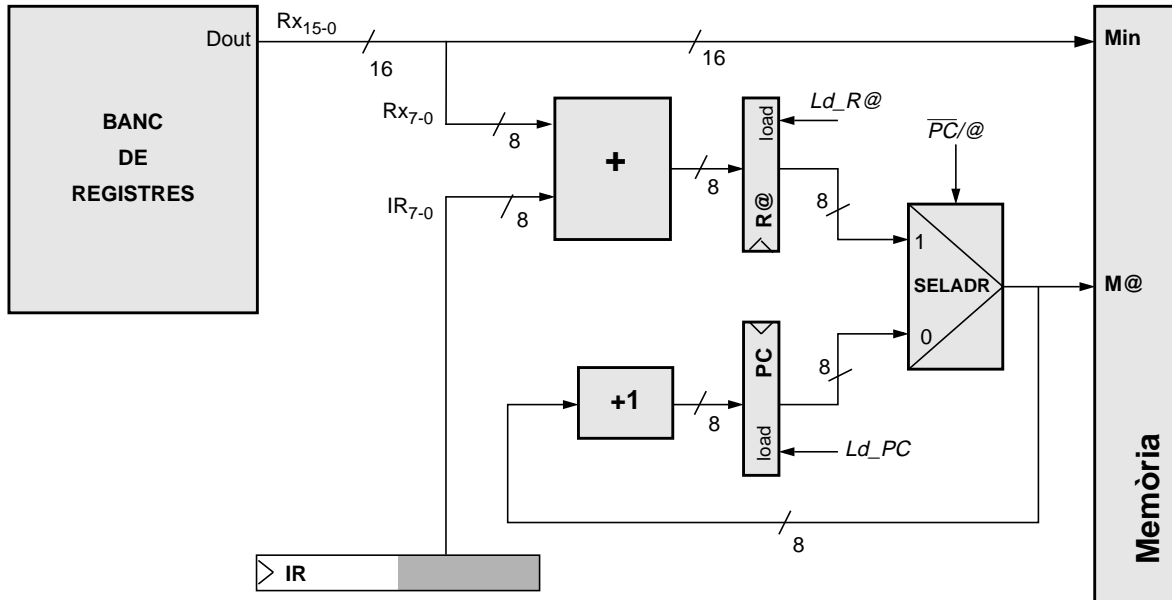 Rx15-0
Dout
16
16
Min
BANC
DE
REGISTRES
Rx7-0
8
+
8
load
R@
Ld_R@
8
PC/@
IR7-0
8
1
SELADR
0
M@
+1
8
PC
load
8
Ld_PC
8
IR
Memòria